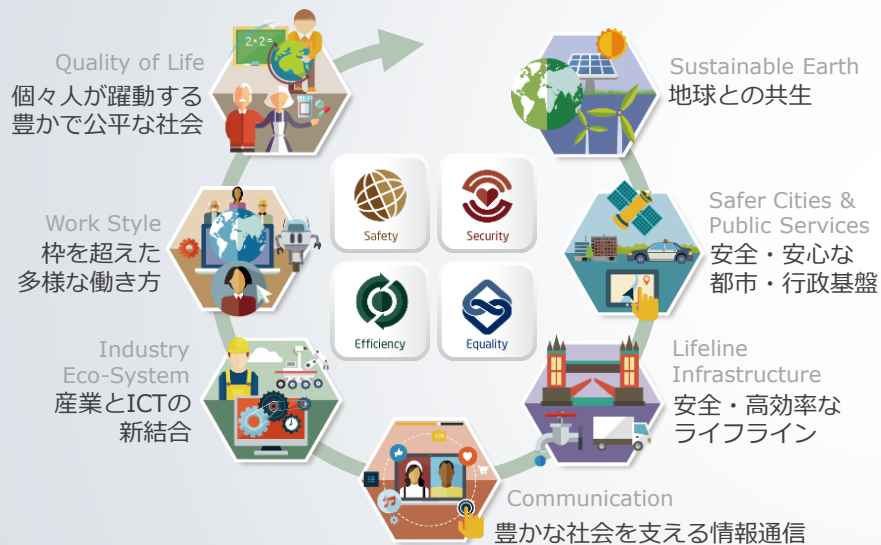 Quality of Life
個々人が躍動する
豊かで公平な社会
2×2=
Sustainable Earth
地球との共生
Work Style
枠を超えた
多様な働き方
Safety
Security
Efficiency
Equality
Safer Cities &
Public Services
安全・安心な
都市・行政基盤
Industry
Eco-System
産業とICTの
新結合
Lifeline
Infrastructure
安全・高効率な
ライフライン
Communication
豊かな社会を支える情報通信